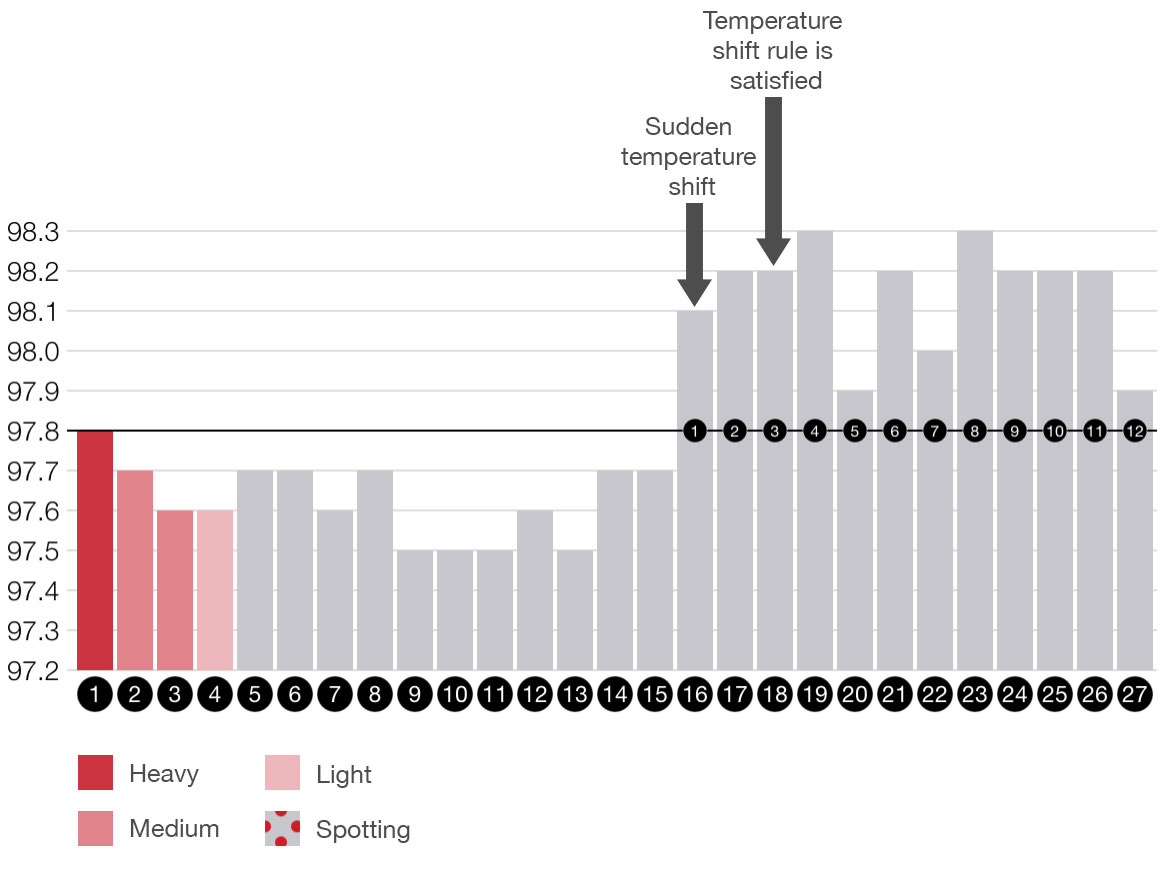 Temperature
shift rule is
satisfied
Sudden
temperature
shift
98.3
98.2
98.1
98.0
97.9
97.8
1 2 3 4 5 6 7 8 9 10 11 12
97.7
97.6
97.5
97.4
97.3
97.2
1 2 3 4 5 6 7 8 9 10 11 12 13 14 15 16 17 18 19 20 21 22 23 24 25 26 27
Heavy
Light
Medium
Spotting